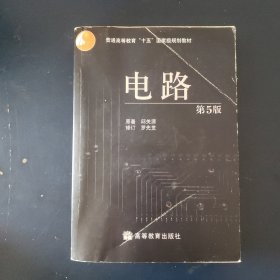 普通高等教育“十五”国家级规划教材
电路
第5版
原著 邱关源
修订 罗先觉
高等教育出版社